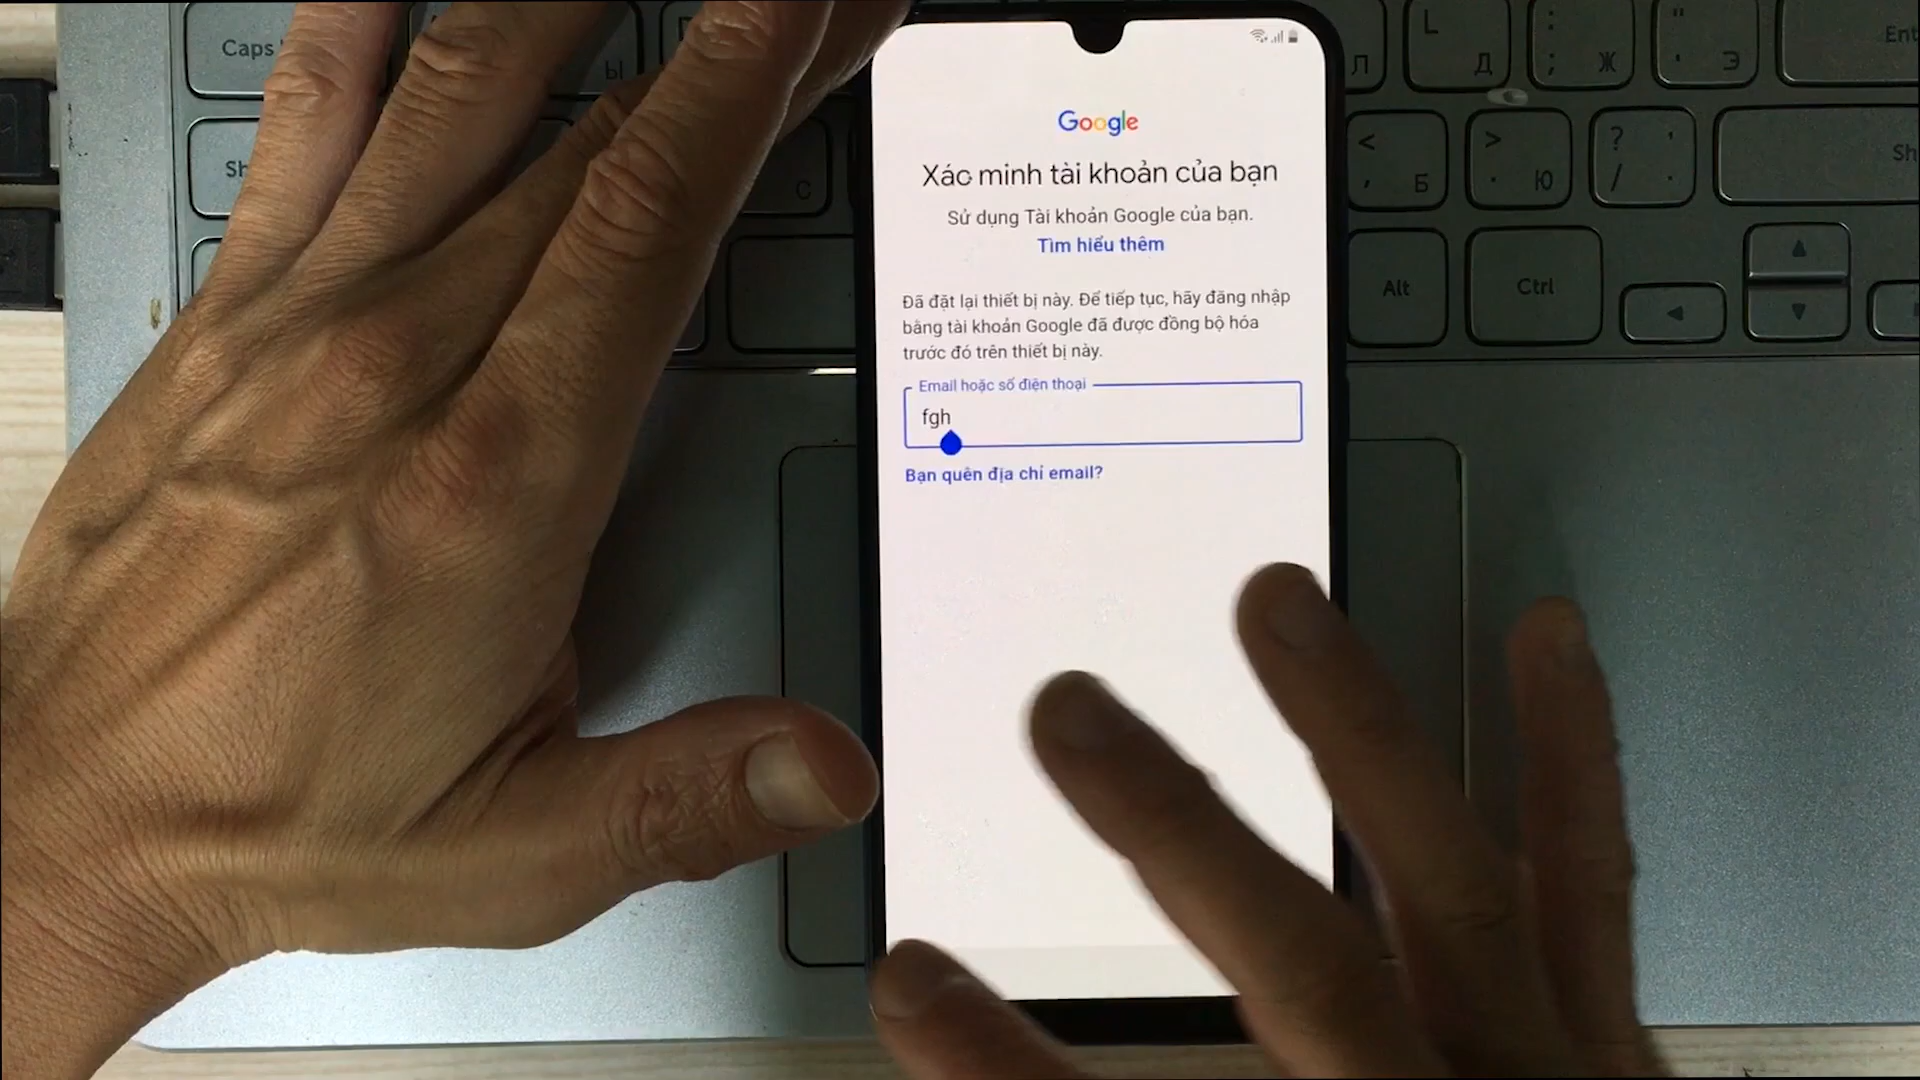 Caps
Ы
L
Д
Л
:
;
Ж
"
'
Э
Ent
Sh
С
<
,
Б
>
.
Ю
?
/
Sh
Alt
Ctrl
Google
Xác minh tài khoản của bạn
Sử dụng Tài khoản Google của bạn.
Tìm hiểu thêm
Đã đặt lại thiết bị này. Để tiếp tục, hãy đăng nhập
bằng tài khoản Google đã được đồng bộ hóa
trước đó trên thiết bị này.
Email hoặc số điện thoại
fgh
Bạn quên địa chỉ email?